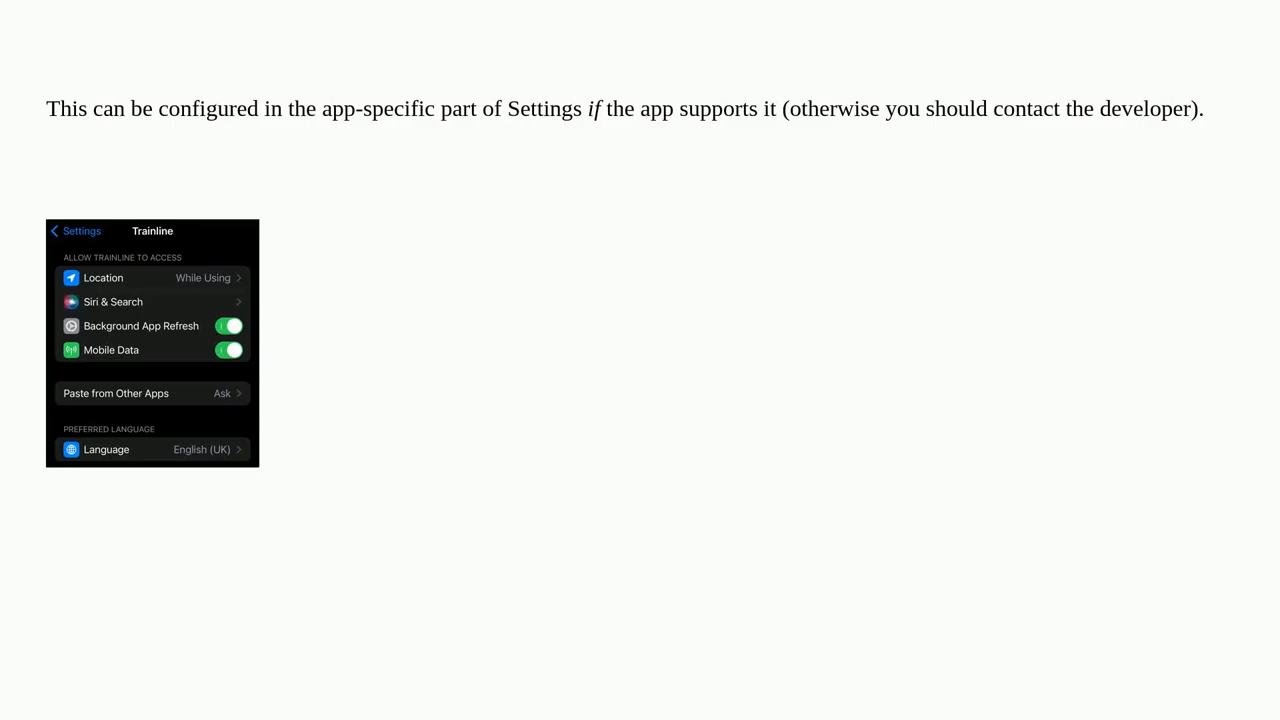 This can be configured in the app-specific part of Settings if the app supports it (otherwise you should contact the developer).
Settings Trainline
ALLOW TRAINLINE TO ACCESS
Location While Using
Siri & Search
Background App Refresh
Mobile Data
Paste from Other Apps Ask
PREFERRED LANGUAGE
Language English (UK)